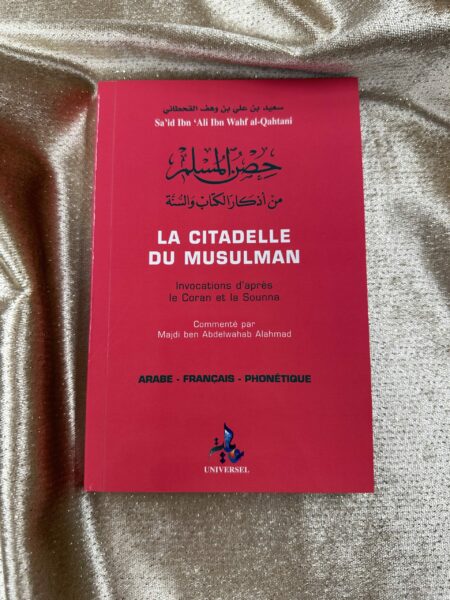 سعيد بن علي بن وهف القحطاني
Sa'id Ibn 'Ali Ibn Wahf al-Qahtani
حصن المسلم
من أذكار الكتاب والسنة
LA CITADELLE
DU MUSULMAN
Invocations d'après
le Coran et la Sounna
Commenté par
Majdi ben Abdelwahab Alahmad
ARABE - FRANÇAIS - PHONÉTIQUE
UNIVERSEL